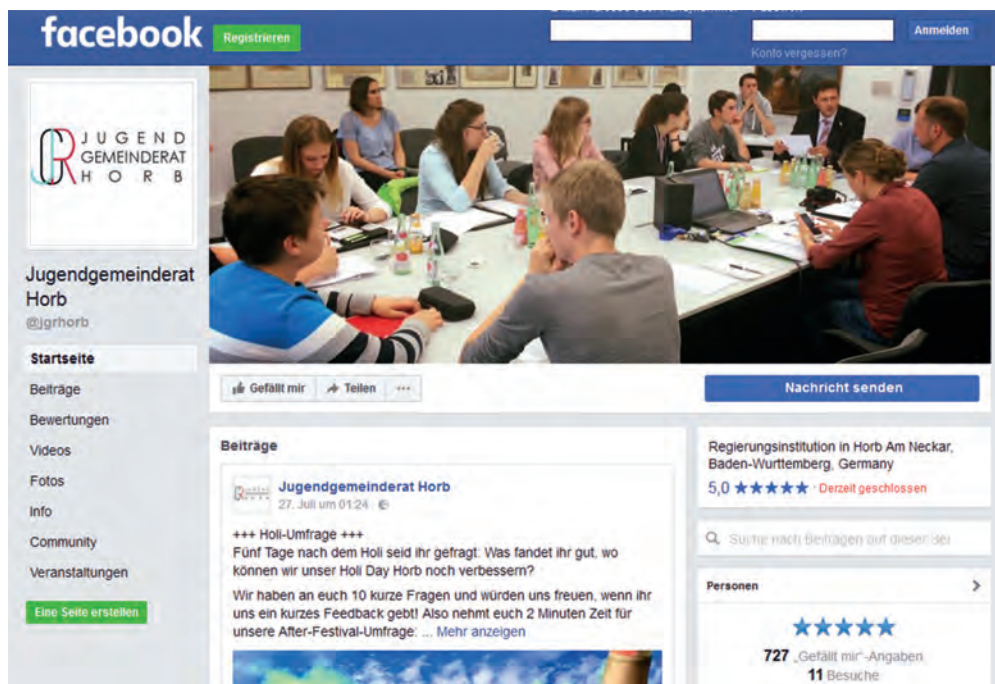 facebook
Registrieren
Anmelden
Konto vergessen?
JUGEND
GEMEINDERAT
HORB
Jugendgemeinderat
Horb
@jgrhorb
Startseite
Beiträge
Bewertungen
Videos
Fotos
Info
Community
Veranstaltungen
Eine Seite erstellen
Gefällt mir
Teilen
Nachricht senden
Beiträge
Jugendgemeinderat Horb
27. Juli um 01:24
+++ Holi-Umfrage +++
Fünf Tage nach dem Holi seid ihr gefragt: Was fandet ihr gut, wo
können wir unser Holi Day Horb noch verbessern?
Wir haben an euch 10 kurze Fragen und würden uns freuen, wenn ihr
uns ein kurzes Feedback gebt! Also nehmt euch 2 Minuten Zeit für
unsere After-Festival-Umfrage: ... Mehr anzeigen
Regierungsinstitution in Horb Am Neckar,
Baden-Wurttemberg, Germany
5,0 ★★★★★ · Derzeit geschlossen
Suche nach Beiträgen auf dieser Sei
Personen
★★★★★
727 „Gefällt mir“-Angaben
11 Besuche